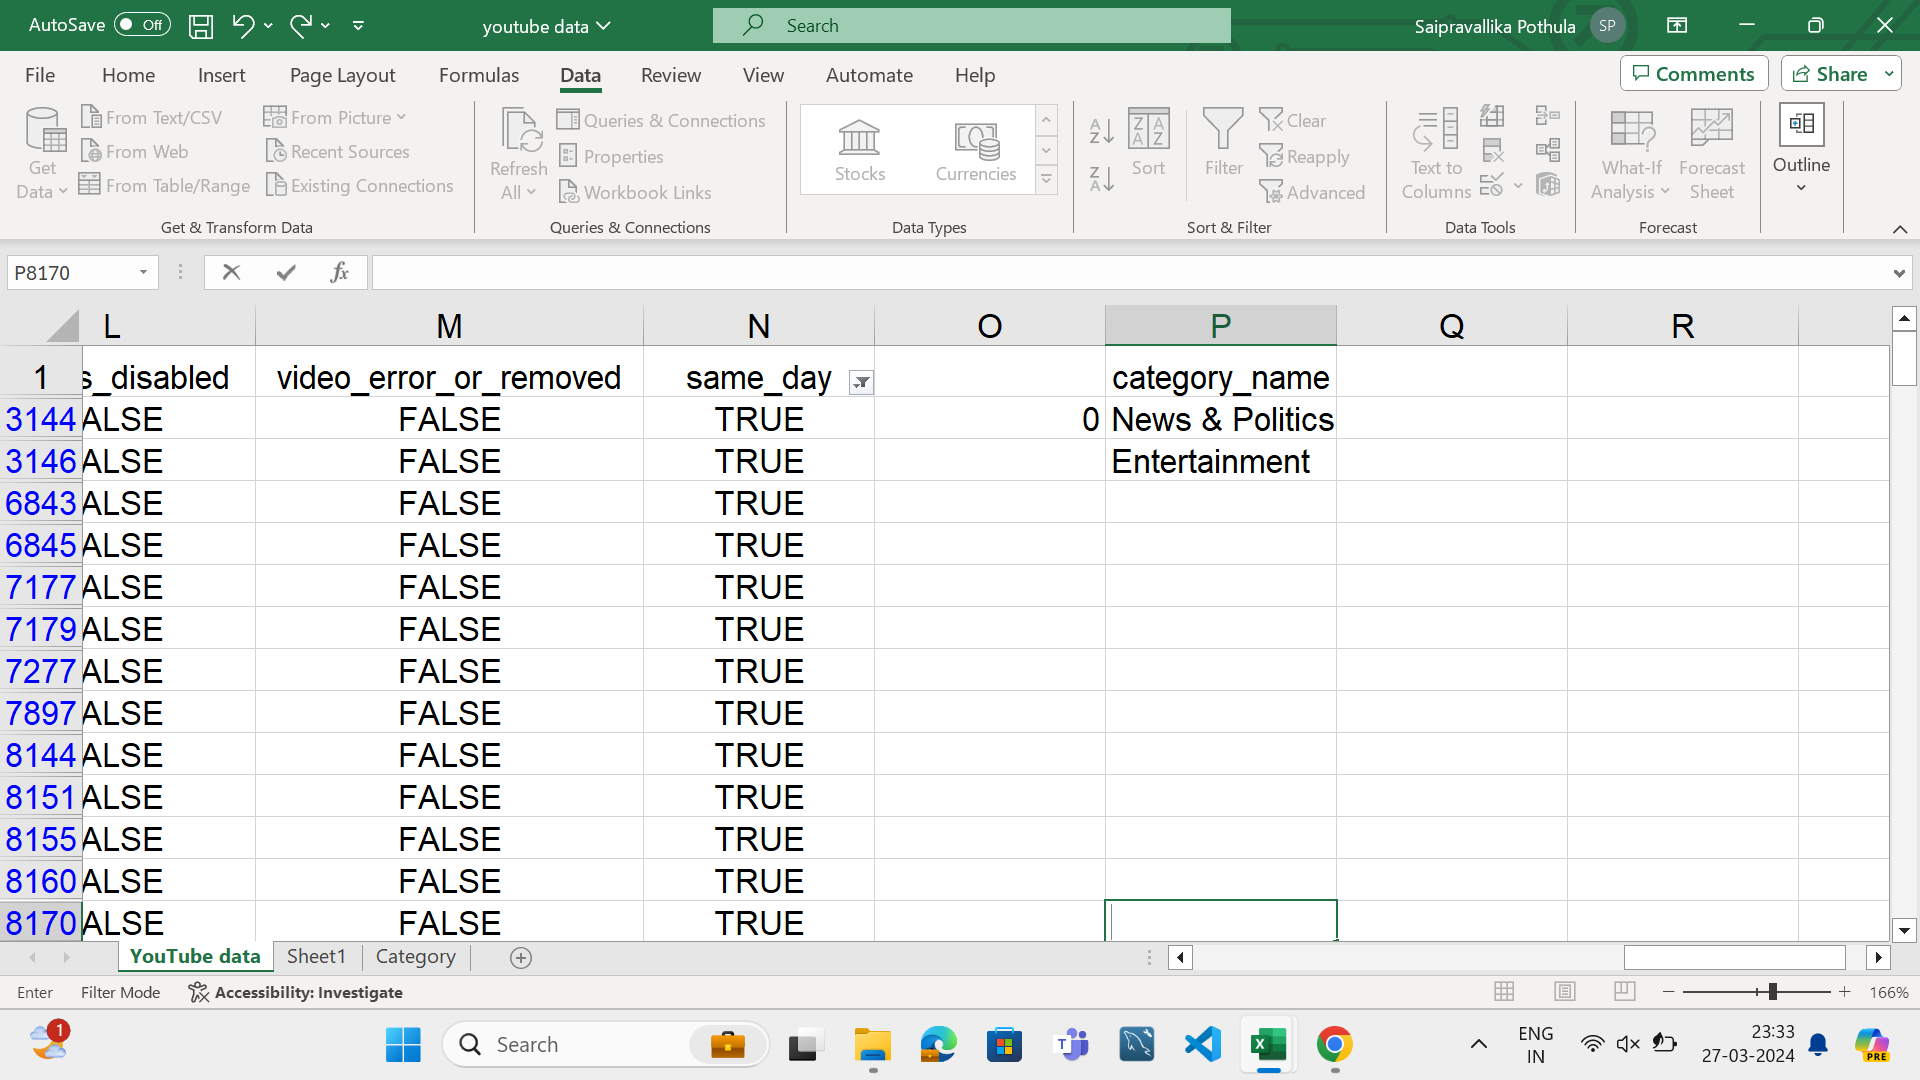 AutoSave Off youtube data Search Saipravallika Pothula SP
File Home Insert Page Layout Formulas Data Review View Automate Help Comments Share
Get Data From Text/CSV From Web From Table/Range From Picture Recent Sources Existing Connections
Refresh All Queries & Connections Properties Workbook Links
Stocks Currencies
Sort Filter Clear Reapply Advanced
Text to Columns What-If Analysis Forecast Sheet Outline
Get & Transform Data Queries & Connections Data Types Sort & Filter Data Tools Forecast
P8170 fx
L M N O P Q R
1 s_disabled video_error_or_removed same_day category_name
3144 ALSE FALSE TRUE 0 News & Politics
3146 ALSE FALSE TRUE Entertainment
6843 ALSE FALSE TRUE
6845 ALSE FALSE TRUE
7177 ALSE FALSE TRUE
7179 ALSE FALSE TRUE
7277 ALSE FALSE TRUE
7897 ALSE FALSE TRUE
8144 ALSE FALSE TRUE
8151 ALSE FALSE TRUE
8155 ALSE FALSE TRUE
8160 ALSE FALSE TRUE
8170 ALSE FALSE TRUE
YouTube data Sheet1 Category
Enter Filter Mode Accessibility: Investigate 166%
1 Search ENG 23:33
IN 27-03-2024 PRE